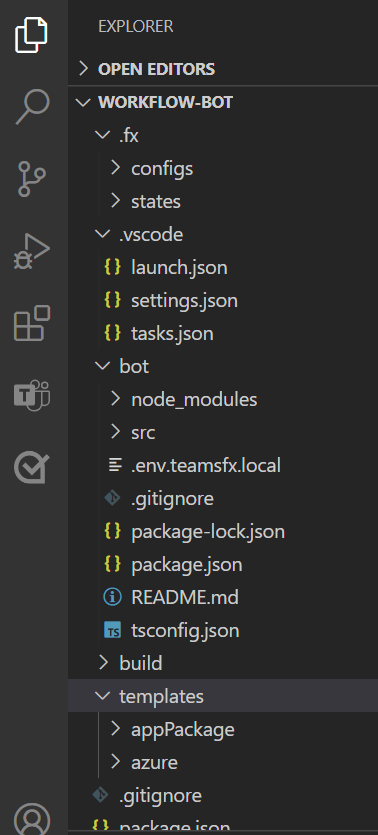 EXPLORER
OPEN EDITORS
WORKFLOW-BOT
.fx
configs
states
.vscode
{} launch.json
{} settings.json
{} tasks.json
bot
node_modules
src
.env.teamsfx.local
.gitignore
{} package-lock.json
{} package.json
README.md
TS tsconfig.json
build
templates
appPackage
azure
.gitignore
{} package.json